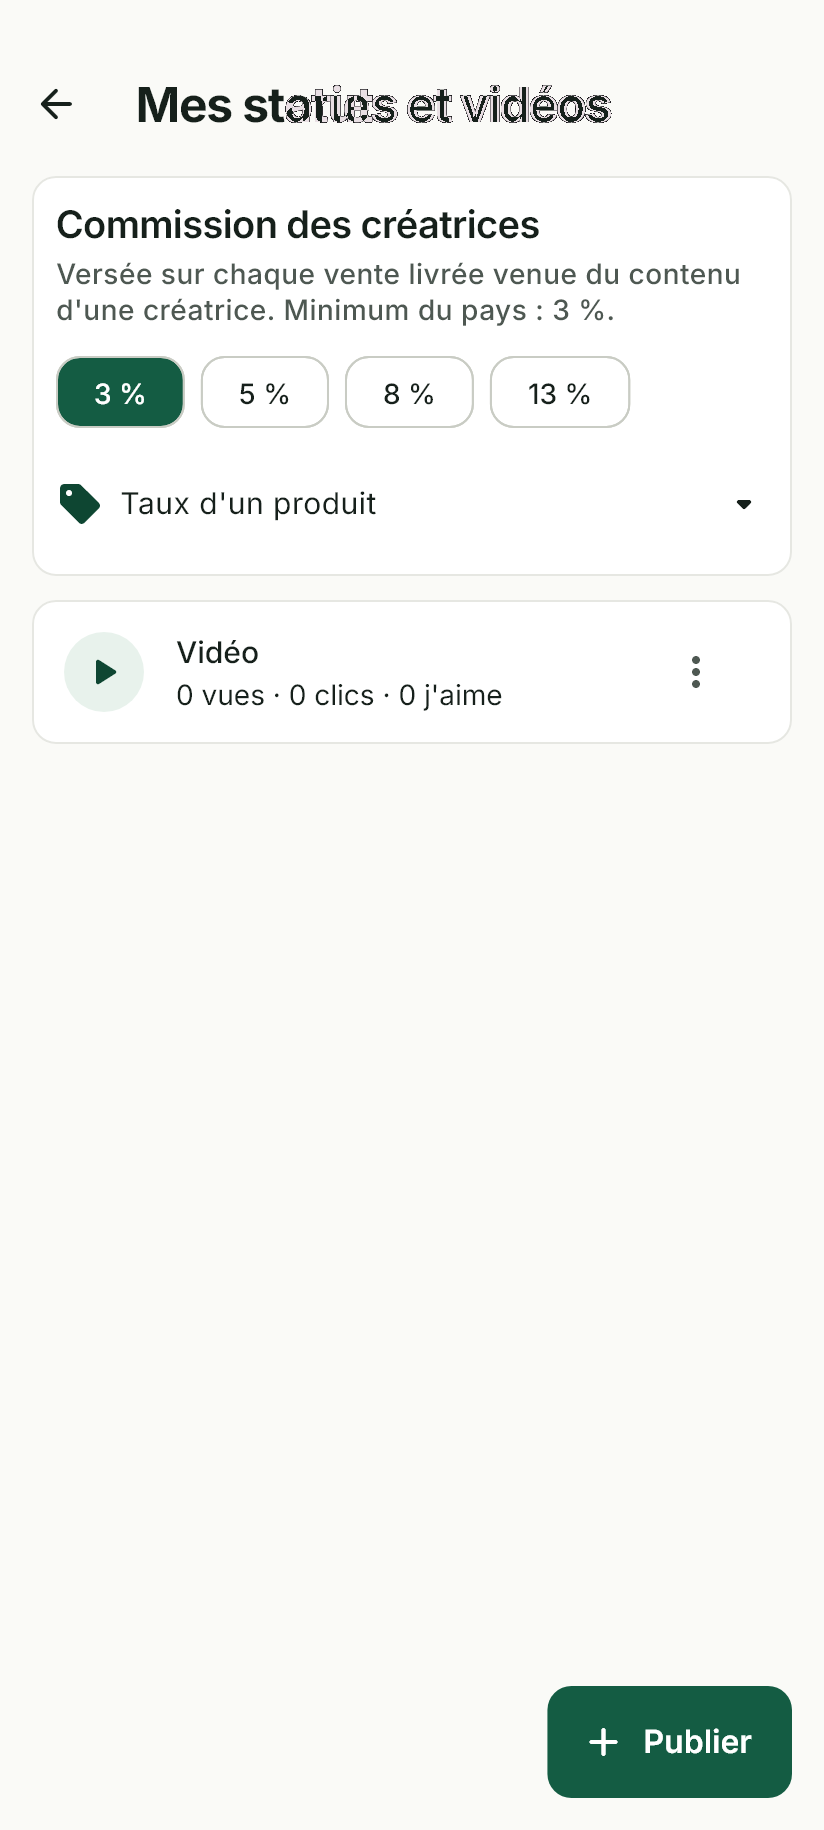 Mes et vidéos
Commission des créatrices
Versée sur chaque vente livrée venue du contenu
d'une créatrice. Minimum du pays : 3 %.
3 % 5 % 8 % 13 %
Taux d'un produit
Vidéo
0 vues · 0 clics · 0 j'aime
Publier